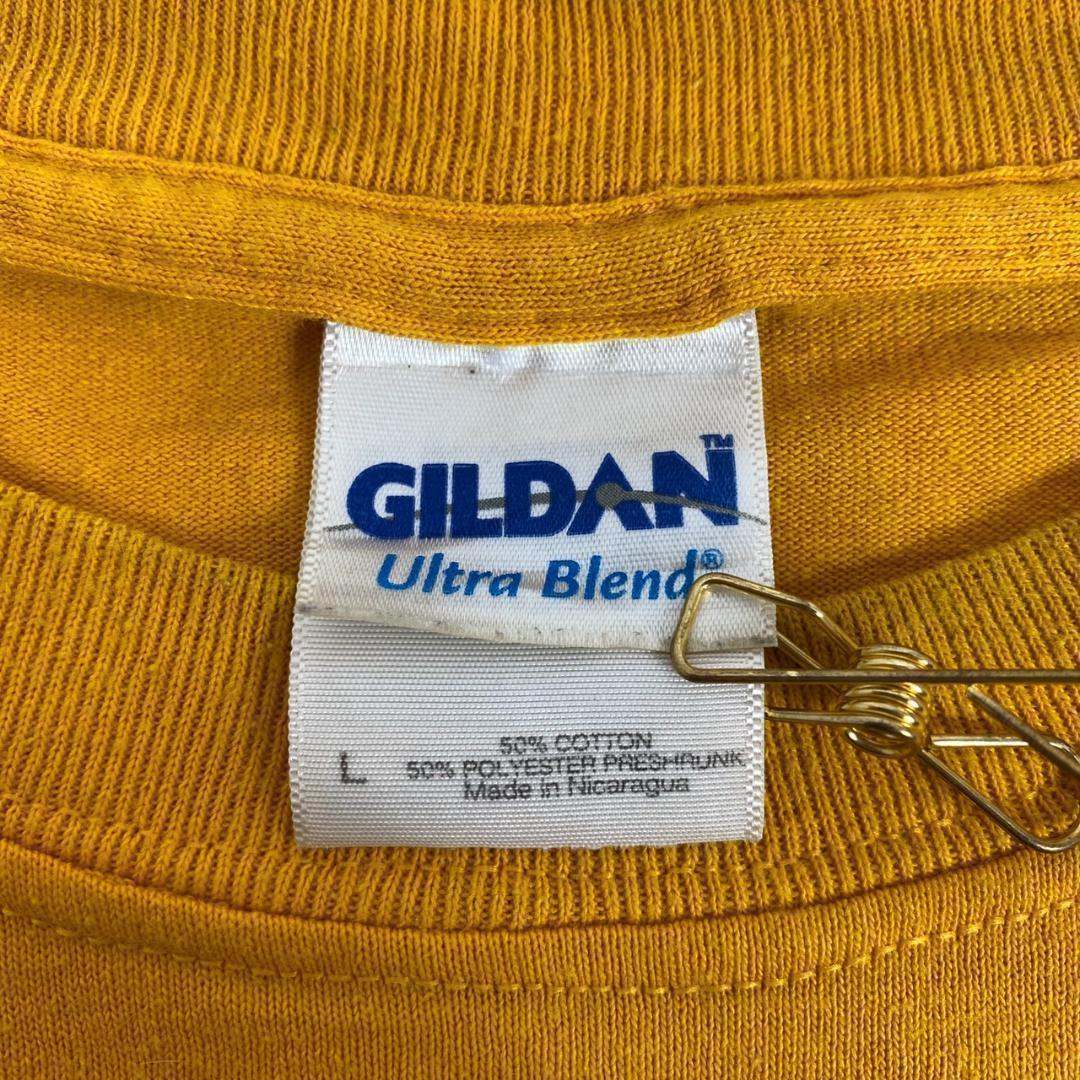 GILDAN™
Ultra Blend®
50% COTTON
L 50% POLYESTER PRESHRUNK
Made in Nicaragua